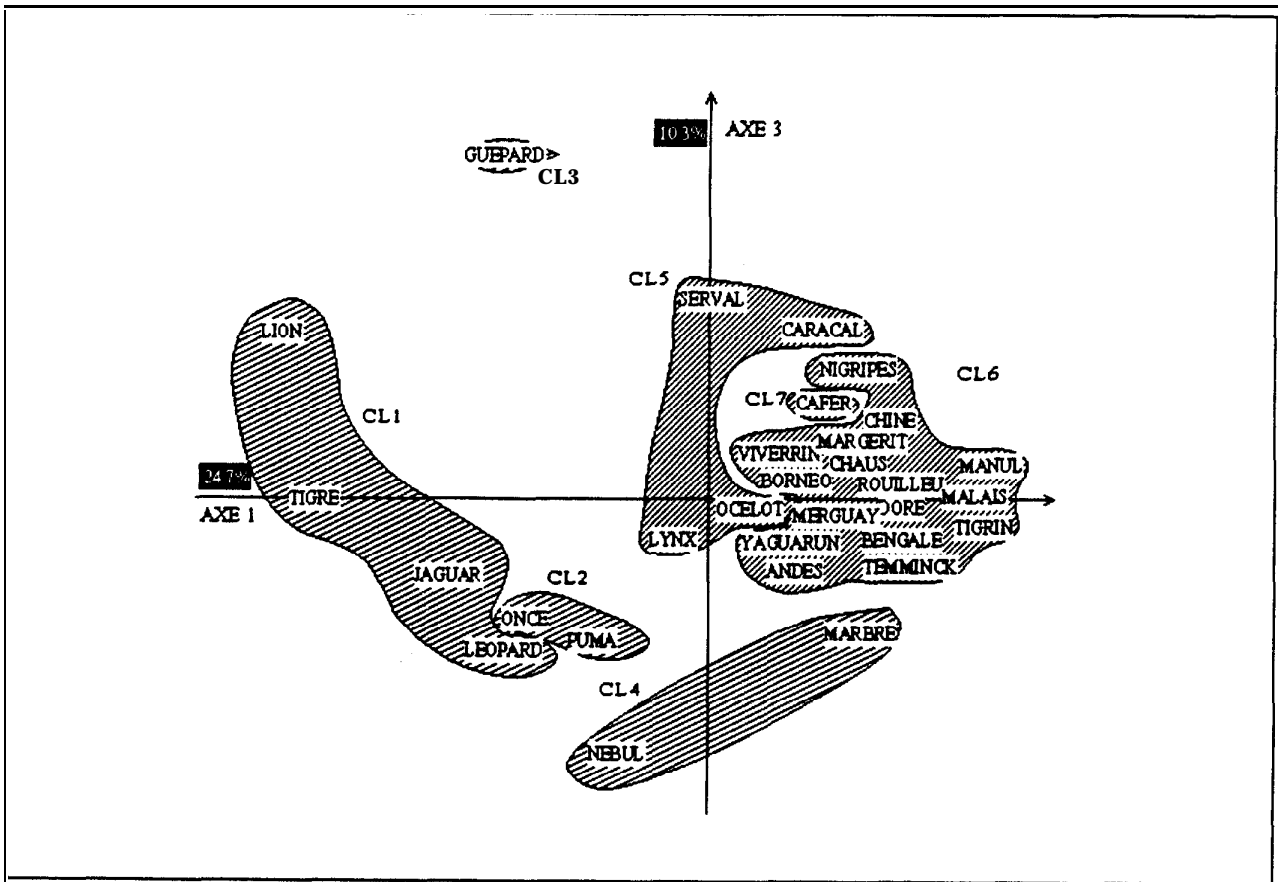 10.3% AXE 3
GUEPARD
CL3
CL5
SERVAL
LION
CARACAL
NIGRIPES
CL6
CL7 CAFER
CL1
CHINE
MARGERIT
VIVERRIN
CHAUS
MANUL
24.7%
BORNEO
ROUILLEU
TIGRE
MALAIS
AXE 1
OCELOT
MERGUAY
DORE
TIGRIN
LYNX
YAGUARUN
BENGALE
JAGUAR
CL2
ANDES
TEMMINCK
ONCE
PUMA
MARBRE
LEOPARD
CL4
NEBUL